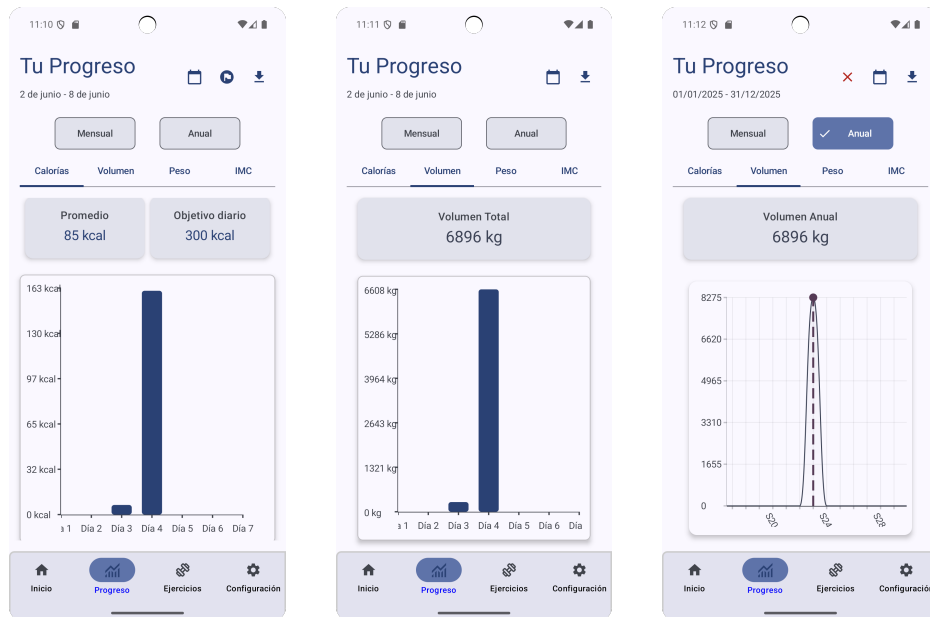 11:10
Tu Progreso
2 de junio - 8 de junio
Mensual Anual
Calorías Volumen Peso IMC
Promedio Objetivo diario
85 kcal 300 kcal
163 kcal
130 kcal
97 kcal
65 kcal
32 kcal
0 kcal
a 1 Día 2 Día 3 Día 4 Día 5 Día 6 Día 7
Inicio Progreso Ejercicios Configuración
11:11
Tu Progreso
2 de junio - 8 de junio
Mensual Anual
Calorías Volumen Peso IMC
Volumen Total
6896 kg
6608 kg
5286 kg
3964 kg
2643 kg
1321 kg
0 kg
a 1 Día 2 Día 3 Día 4 Día 5 Día 6 Día
Inicio Progreso Ejercicios Configuración
11:12
Tu Progreso
01/01/2025 - 31/12/2025
Mensual Anual
Calorías Volumen Peso IMC
Volumen Anual
6896 kg
8275
6620
4965
3310
1655
0
S20 S24 S28
Inicio Progreso Ejercicios Configuració